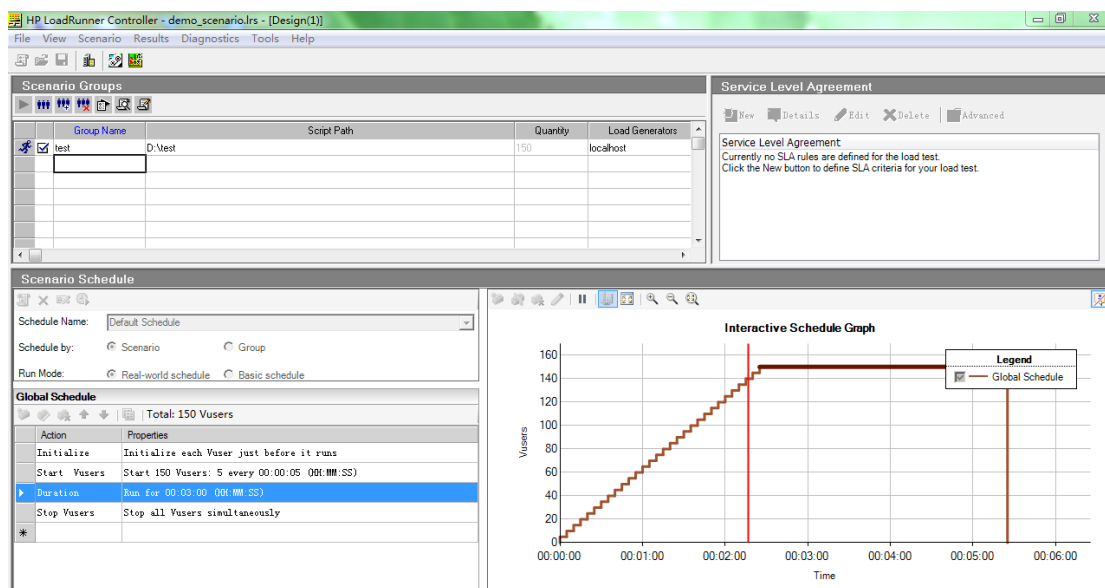 HP LoadRunner Controller - demo_scenario.lrs - [Design(1)]
File View Scenario Results Diagnostics Tools Help
Scenario Groups
Group Name Script Path Quantity Load Generators
test D:\test 150 localhost
Service Level Agreement
New Details Edit Delete Advanced
Service Level Agreement
Currently no SLA rules are defined for the load test.
Click the New button to define SLA criteria for your load test.
Scenario Schedule
Schedule Name: Default Schedule
Schedule by: Scenario Group
Run Mode: Real-world schedule Basic schedule
Global Schedule
Total: 150 Vusers
Action Properties
Initialize Initialize each Vuser just before it runs
Start Vusers Start 150 Vusers: 5 every 00:00:05 (HH:MM:SS)
Duration Run for 00:03:00 (HH:MM:SS)
Stop Vusers Stop all Vusers simultaneously
Interactive Schedule Graph
Legend
Global Schedule
Vusers
160
140
120
100
80
60
40
20
0
00:00:00 00:01:00 00:02:00 00:03:00 00:04:00 00:05:00 00:06:00
Time